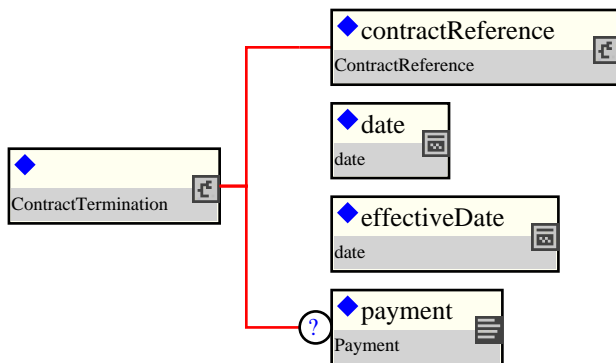 contractReference
ContractReference
date
date
ContractTermination
effectiveDate
date
?
payment
Payment